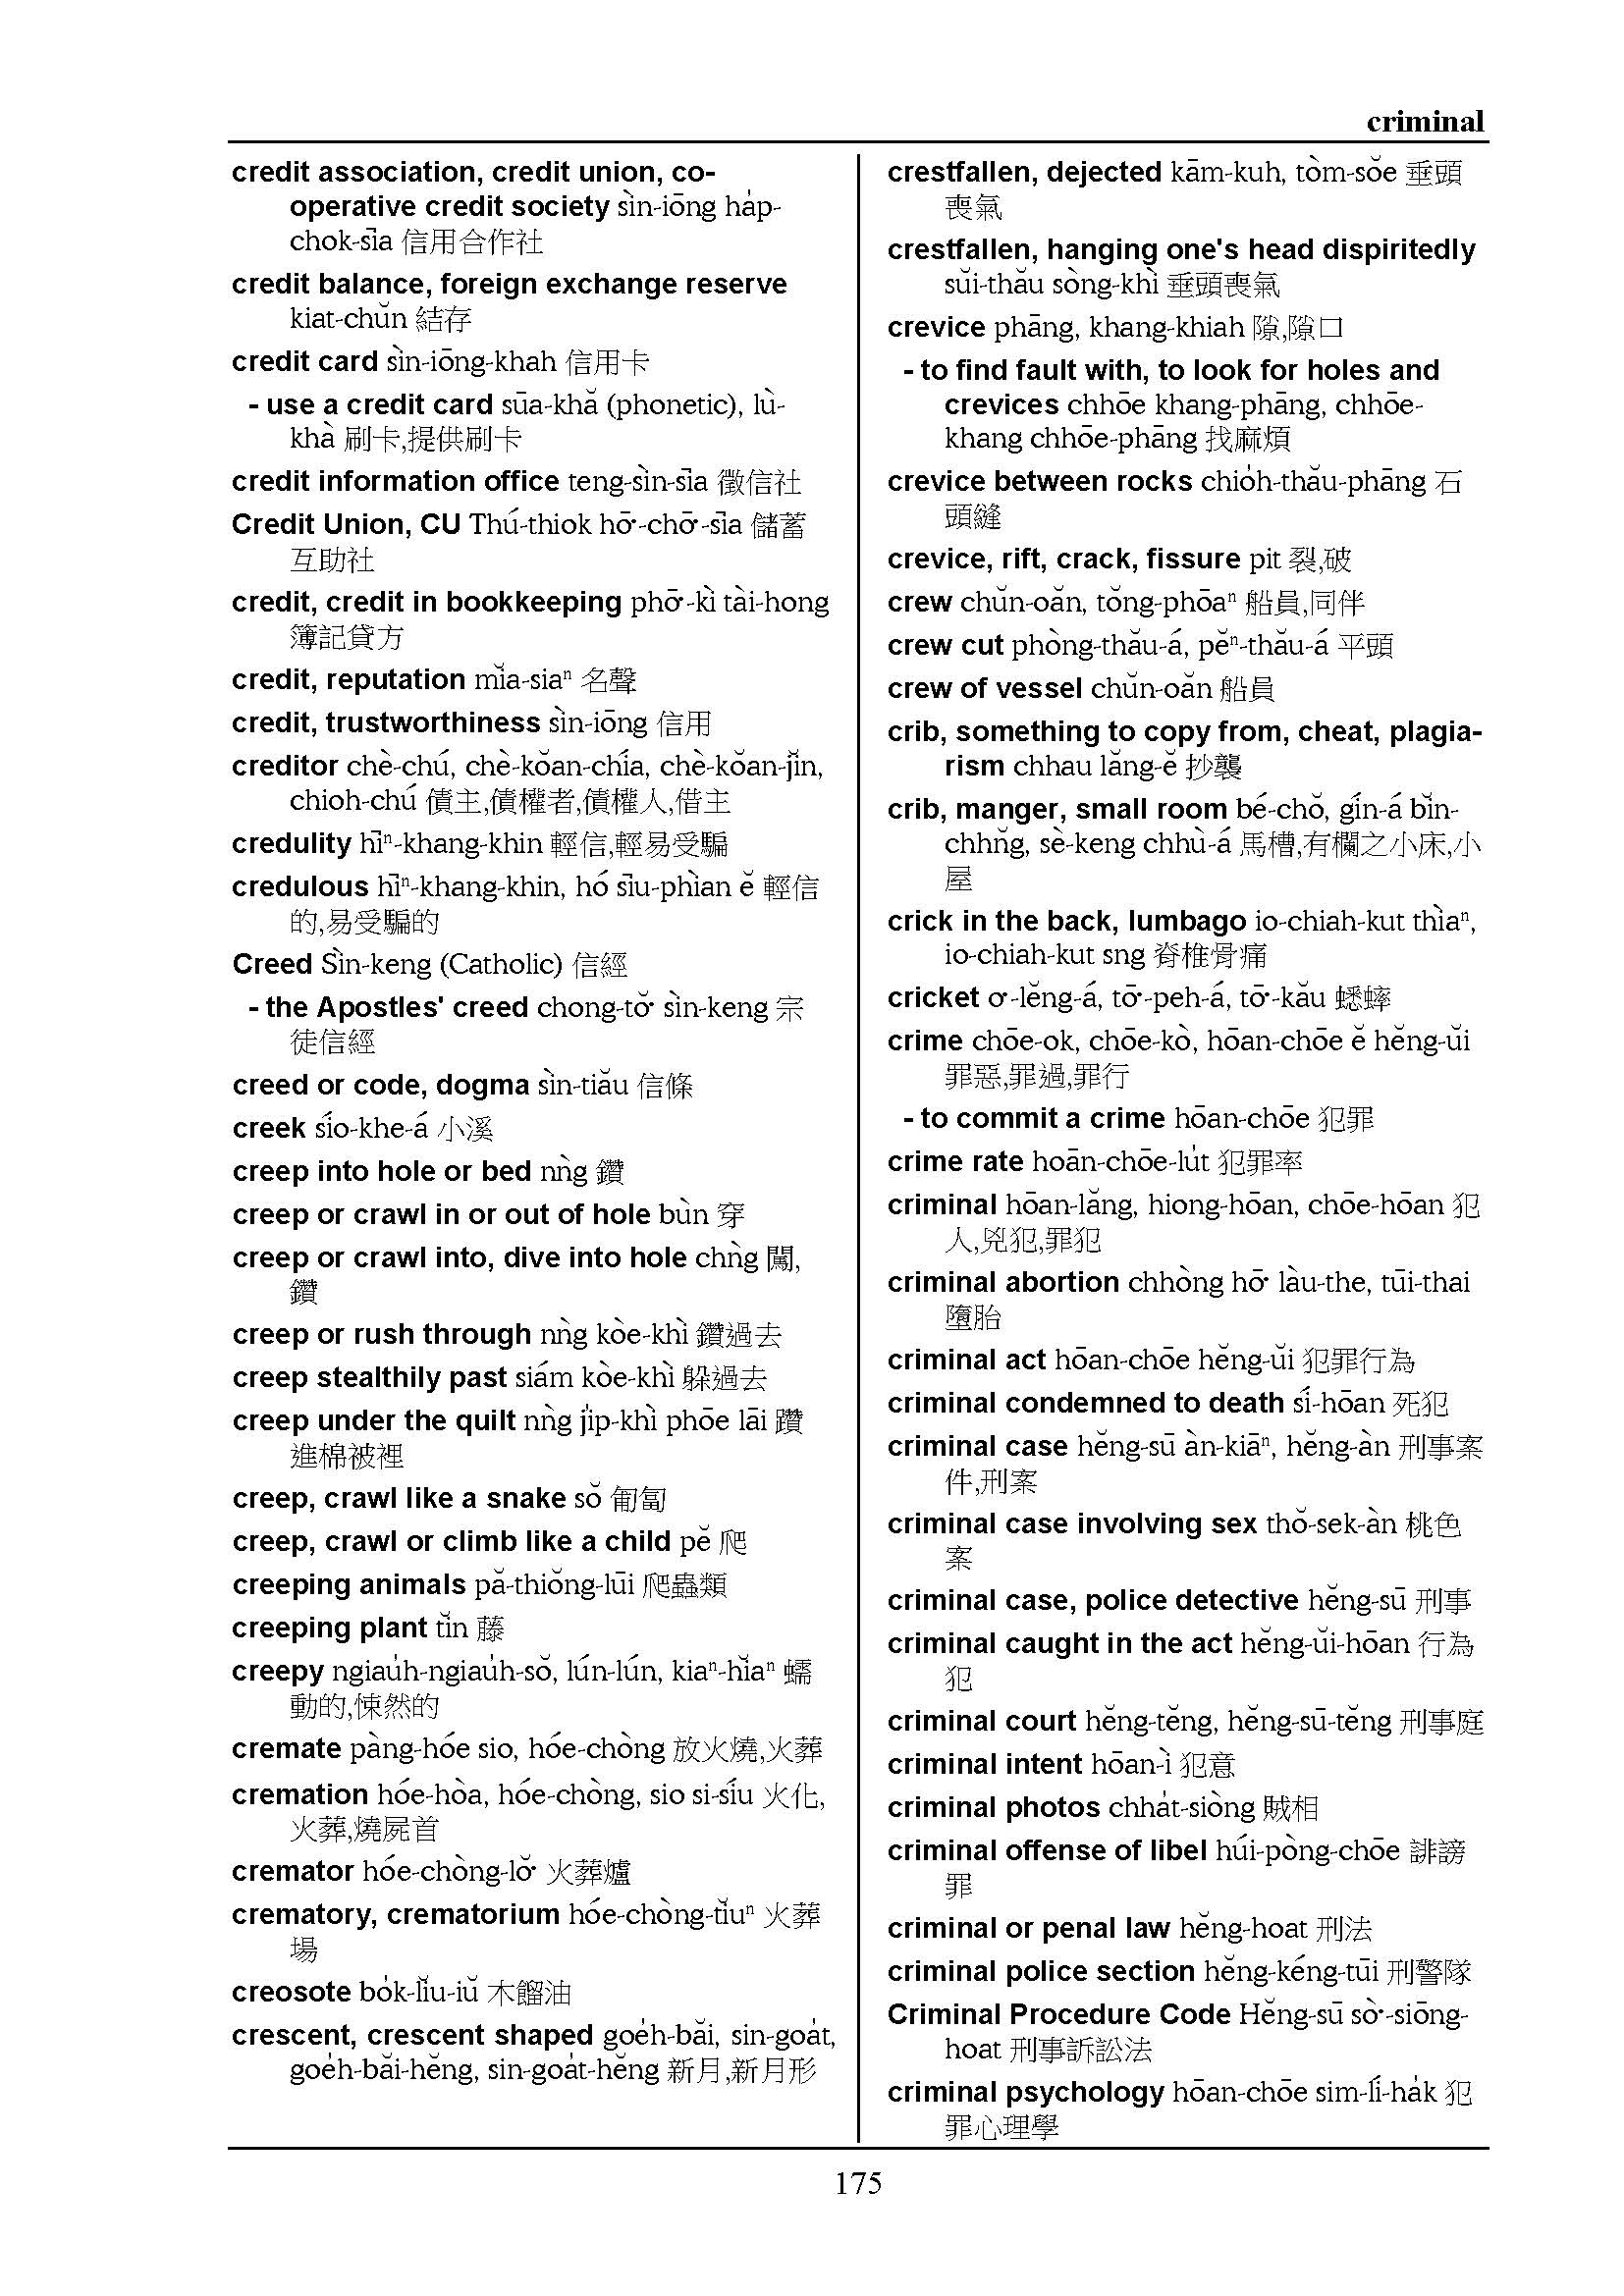 criminal
credit association, credit union, co-
operative credit society sìn-iōng ha̍p-
chok-sīa 信用合作社
credit balance, foreign exchange reserve
kiat-chŭn 結存
credit card sìn-iōng-khah 信用卡
- use a credit card sūa-khă (phonetic), lù-
khà 刷卡,提供刷卡
credit information office teng-sìn-sīa 徵信社
Credit Union, CU Thú-thiok hō͘-chō͘-sīa 儲蓄
互助社
credit, credit in bookkeeping phō͘-kì tài-hong
簿記貸方
credit, reputation mĭa-siaⁿ 名聲
credit, trustworthiness sìn-iōng 信用
creditor chè-chú, chè-kŏan-chía, chè-kŏan-jĭn,
chioh-chú 債主,債權者,債權人,借主
credulity hīⁿ-khang-khin 輕信,輕易受騙
credulous hīⁿ-khang-khin, hó sīu-phìan ĕ 輕信
的,易受騙的
Creed Sìn-keng (Catholic) 信經
- the Apostles' creed chong-tŏ͘ sìn-keng 宗
徒信經
creed or code, dogma sìn-tiău 信條
creek sío-khe-á 小溪
creep into hole or bed nǹg 鑽
creep or crawl in or out of hole bùn 穿
creep or crawl into, dive into hole chǹg 闖,
鑽
creep or rush through nǹg kòe-khì 鑽過去
creep stealthily past siám kòe-khì 躲過去
creep under the quilt nǹg ji̍p-khì phōe lāi 躦
進棉被裡
creep, crawl like a snake sŏ 匍匐
creep, crawl or climb like a child pĕ 爬
creeping animals pă-thiŏng-lūi 爬蟲類
creeping plant tĭn 藤
creepy ngiau̍h-ngiau̍h-sŏ, lún-lún, kiaⁿ-hĭaⁿ 蠕
動的,悚然的
cremate pàng-hóe sio, hóe-chòng 放火燒,火葬
cremation hóe-hòa, hóe-chòng, sio si-síu 火化,
火葬,燒屍首
cremator hóe-chòng-lŏ͘ 火葬爐
crematory, crematorium hóe-chòng-tĭuⁿ 火葬
場
creosote bo̍k-lĭu-iŭ 木餾油
crescent, crescent shaped goe̍h-băi, sin-goa̍t,
goe̍h-băi-hĕng, sin-goa̍t-hĕng 新月,新月形
crestfallen, dejected kām-kuh, tòm-sŏe 垂頭
喪氣
crestfallen, hanging one's head dispiritedly
sŭi-thău sòng-khì 垂頭喪氣
crevice phāng, khang-khiah 隙,隙口
- to find fault with, to look for holes and
crevices chhōe khang-phāng, chhōe-
khang chhōe-phāng 找麻煩
crevice between rocks chio̍h-thău-phāng 石
頭縫
crevice, rift, crack, fissure pit 裂,破
crew chŭn-oăn, tŏng-phōaⁿ 船員,同伴
crew cut phòng-thău-á, pĕⁿ-thău-á 平頭
crew of vessel chŭn-oăn 船員
crib, something to copy from, cheat, plagia-
rism chhau lăng-ĕ 抄襲
crib, manger, small room bé-chŏ, gín-á bĭn-
chhn̆g, sè-keng chhù-á 馬槽,有欄之小床,小
屋
crick in the back, lumbago io-chiah-kut thìaⁿ,
io-chiah-kut sng 脊椎骨痛
cricket o͘-lĕng-á, tō͘-peh-á, tō͘-kău 蟋蟀
crime chōe-ok, chōe-kò, hōan-chōe ĕ hĕng-ŭi
罪惡,罪過,罪行
- to commit a crime hōan-chōe 犯罪
crime rate hoān-chōe-lu̍t 犯罪率
criminal hōan-lăng, hiong-hōan, chōe-hōan 犯
人,兇犯,罪犯
criminal abortion chhòng hō͘ làu-the, tūi-thai
墮胎
criminal act hōan-chōe hĕng-ŭi 犯罪行為
criminal condemned to death sí-hōan 死犯
criminal case hĕng-sū àn-kiāⁿ, hĕng-àn 刑事案
件,刑案
criminal case involving sex thŏ-sek-àn 桃色
案
criminal case, police detective hĕng-sū 刑事
criminal caught in the act hĕng-ŭi-hōan 行為
犯
criminal court hĕng-tĕng, hĕng-sū-tĕng 刑事庭
criminal intent hōan-ì 犯意
criminal photos chha̍t-siòng 賊相
criminal offense of libel húi-pòng-chōe 誹謗
罪
criminal or penal law hĕng-hoat 刑法
criminal police section hĕng-kéng-tūi 刑警隊
Criminal Procedure Code Hĕng-sū sò͘-siōng-
hoat 刑事訴訟法
criminal psychology hōan-chōe sim-lí-ha̍k 犯
罪心理學
175